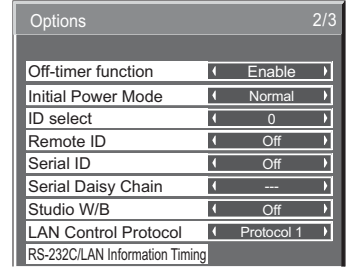 Options 2/3
Off-timer function Enable
Initial Power Mode Normal
ID select 0
Remote ID Off
Serial ID Off
Serial Daisy Chain ---
Studio W/B Off
LAN Control Protocol Protocol 1
RS-232C/LAN Information Timing